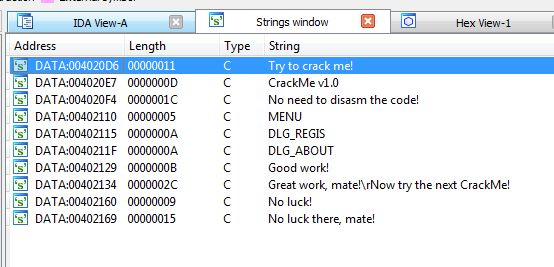 IDA View-A Strings window Hex View-1
Address Length Type String
DATA:004020D6 00000011 C Try to crack me!
DATA:004020E7 0000000D C CrackMe v1.0
DATA:004020F4 0000001C C No need to disasm the code!
DATA:00402110 00000005 C MENU
DATA:00402115 0000000A C DLG_REGIS
DATA:0040211F 0000000A C DLG_ABOUT
DATA:00402129 0000000B C Good work!
DATA:00402134 0000002C C Great work, mate!\rNow try the next CrackMe!
DATA:00402160 00000009 C No luck!
DATA:00402169 00000015 C No luck there, mate!